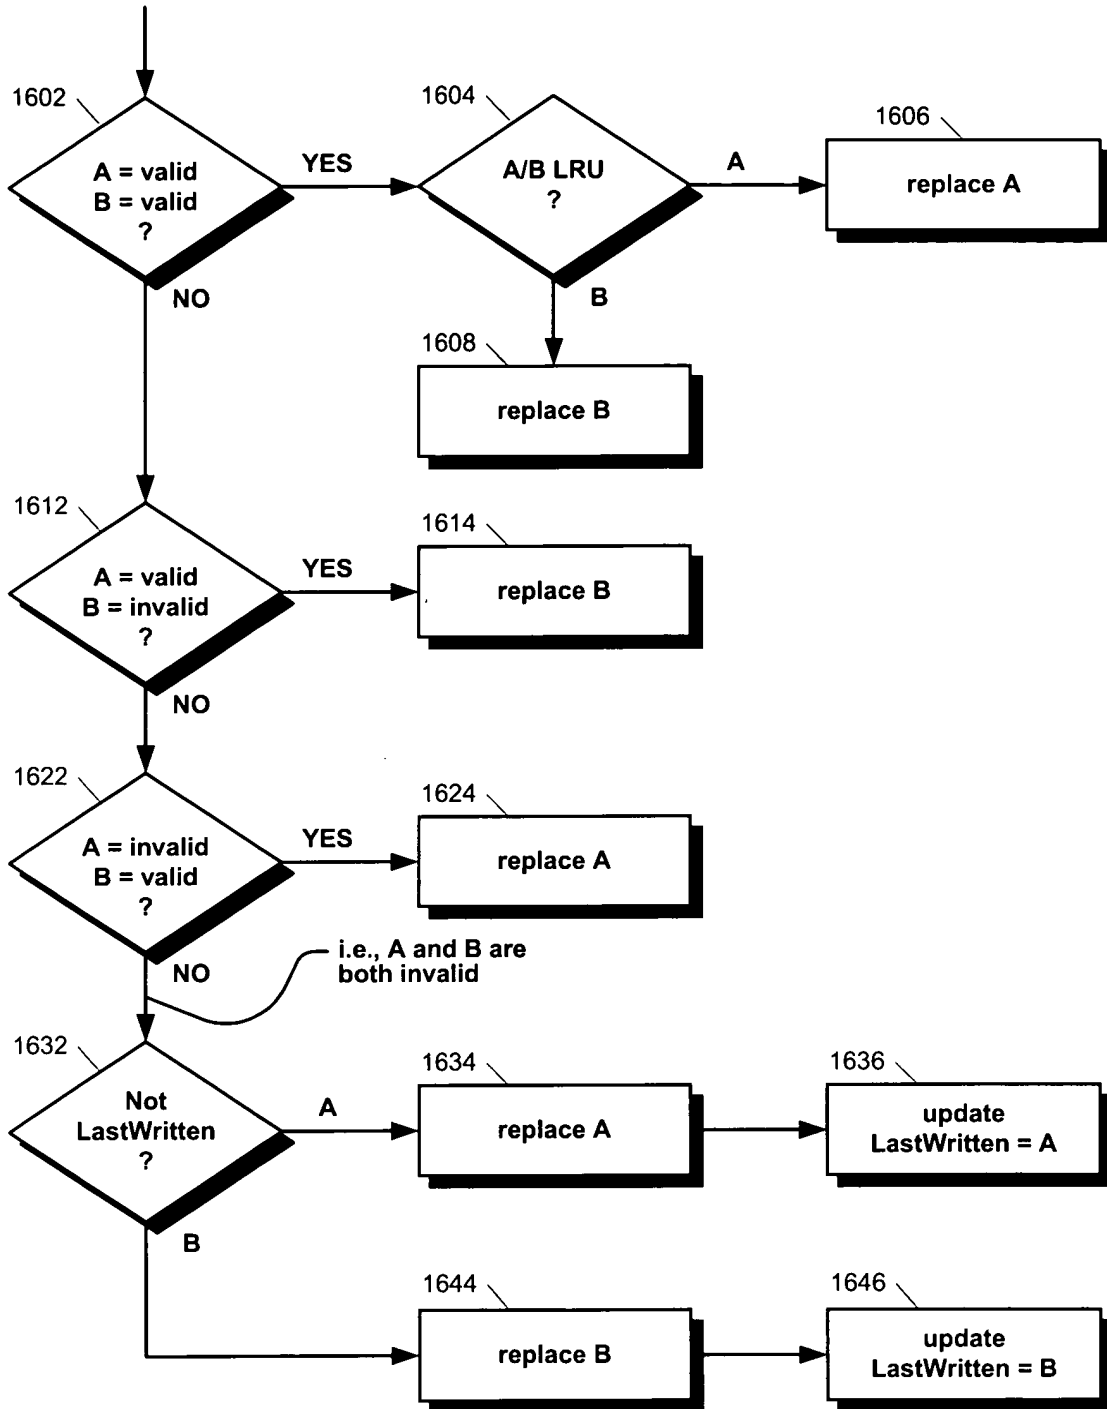 1602
A = valid
B = valid
?
YES
NO
1604
A/B LRU
?
A
B
1606
replace A
1608
replace B
1612
A = valid
B = invalid
?
YES
NO
1614
replace B
1622
A = invalid
B = valid
?
YES
NO
1624
replace A
i.e., A and B are
both invalid
1632
Not
LastWritten
?
A
B
1634
replace A
1636
update
LastWritten = A
1644
replace B
1646
update
LastWritten = B